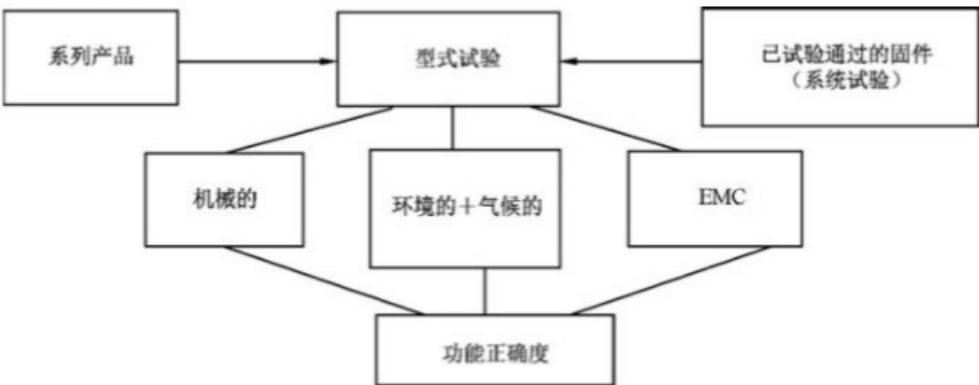 系列产品
型式试验
已试验通过的固件
（系统试验）
机械的
环境的＋气候的
EMC
功能正确度